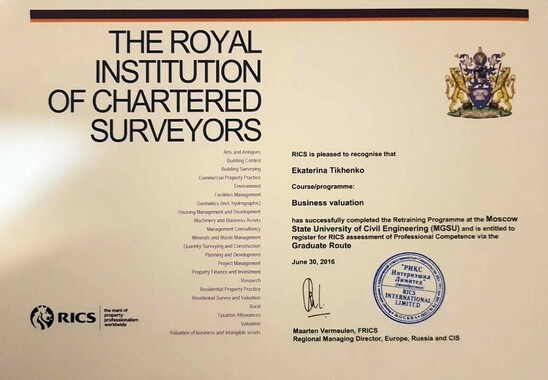 THE ROYAL
INSTITUTION
OF CHARTERED
SURVEYORS
Arts and Antiques
Building Control
Building Surveying
Commercial Property Practice
Environment
Facilities Management
Geomatics (incl. hydrographic)
Housing Management and Development
Machinery and Business Assets
Management Consultancy
Minerals and Waste Management
Quantity Surveying and Construction
Planning and Development
Project Management
Property Finance and Investment
Research
Residential Property Practice
Residential Survey and Valuation
Rural
Taxation Allowances
Valuation
Valuation of business and intangible assets
RICS
the mark of
property
professionalism
worldwide
RICS is pleased to recognise that
Ekaterina Tikhenko
Course/programme:
Business valuation
has successfully completed the Retraining Programme at the Moscow
State University of Civil Engineering (MGSU) and is entitled to
register for RICS assessment of Professional Competence via the
Graduate Route
June 30, 2016
"РИКС
Интернэшнл
Лимитед"
RICS
INTERNATIONAL
LIMITED
МОСКВА
Maarten Vermeulen, FRICS
Regional Managing Director, Europe, Russia and CIS